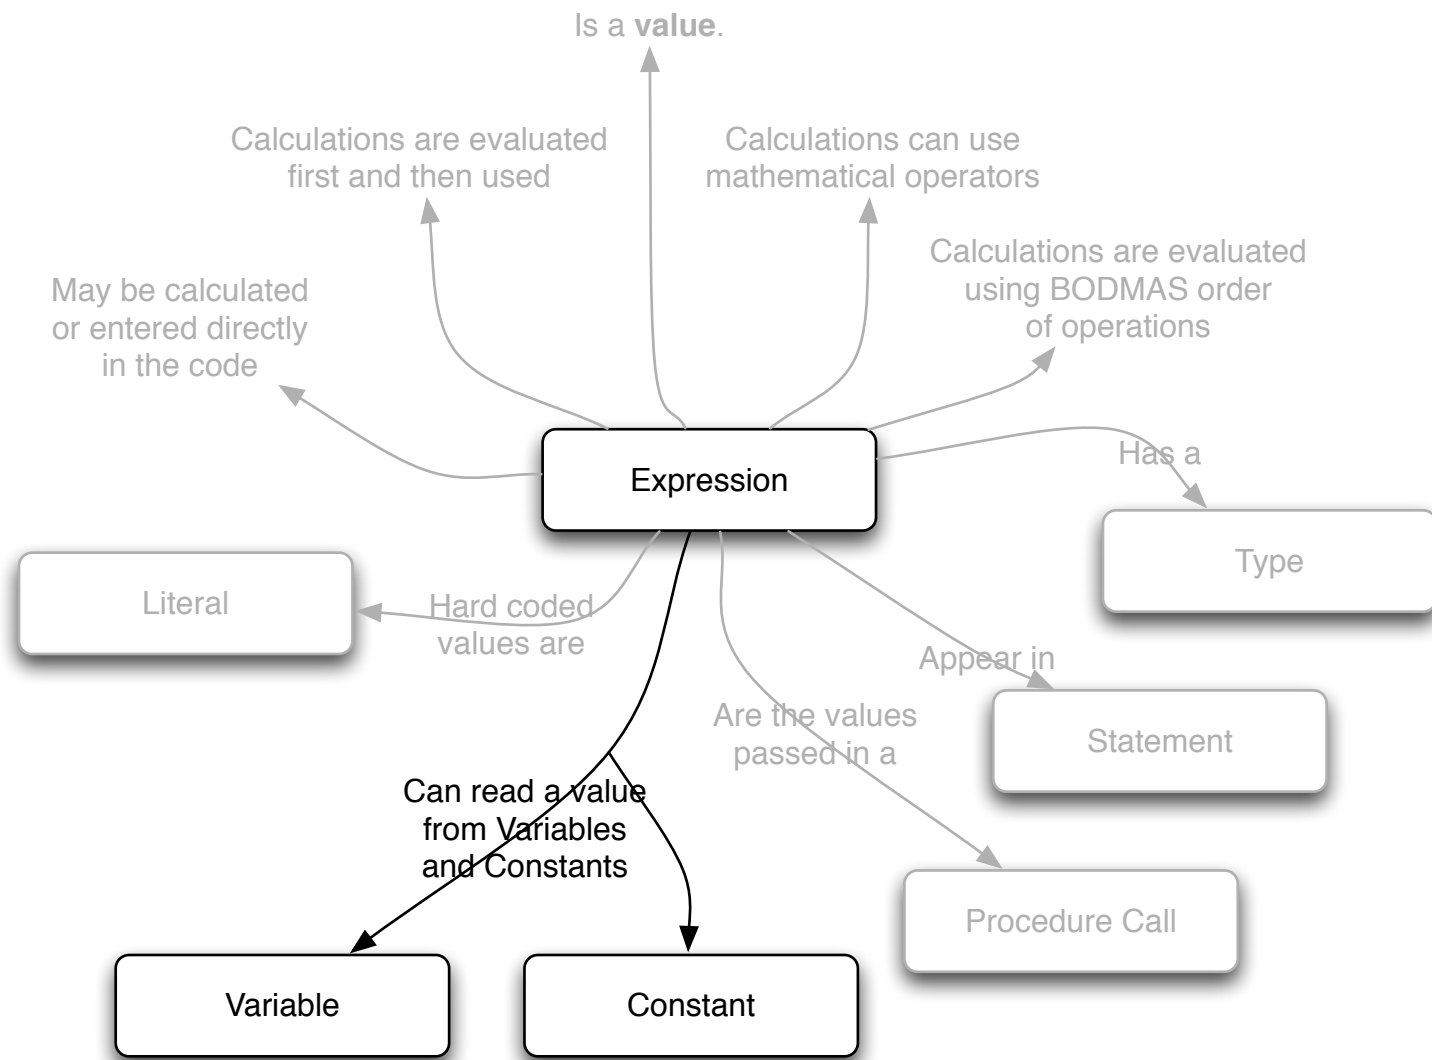 Is a value.
Calculations are evaluated
first and then used
Calculations can use
mathematical operators
Calculations are evaluated
using BODMAS order
of operations
May be calculated
or entered directly
in the code
Expression
Has a
Type
Literal
Hard coded
values are
Appear in
Statement
Are the values
passed in a
Can read a value
from Variables
and Constants
Procedure Call
Variable
Constant